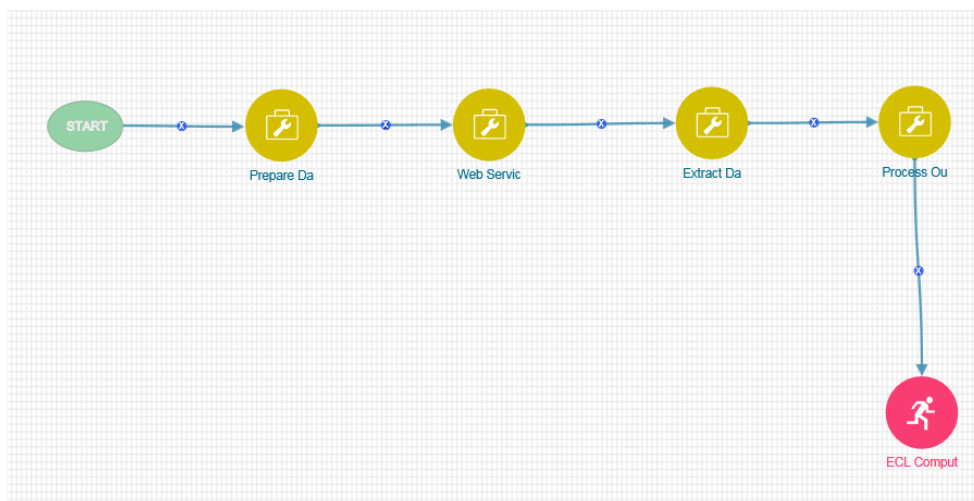 START
Prepare Da
Web Servic
Extract Da
Process Ou
X
X
X
X
X
ECL Comput